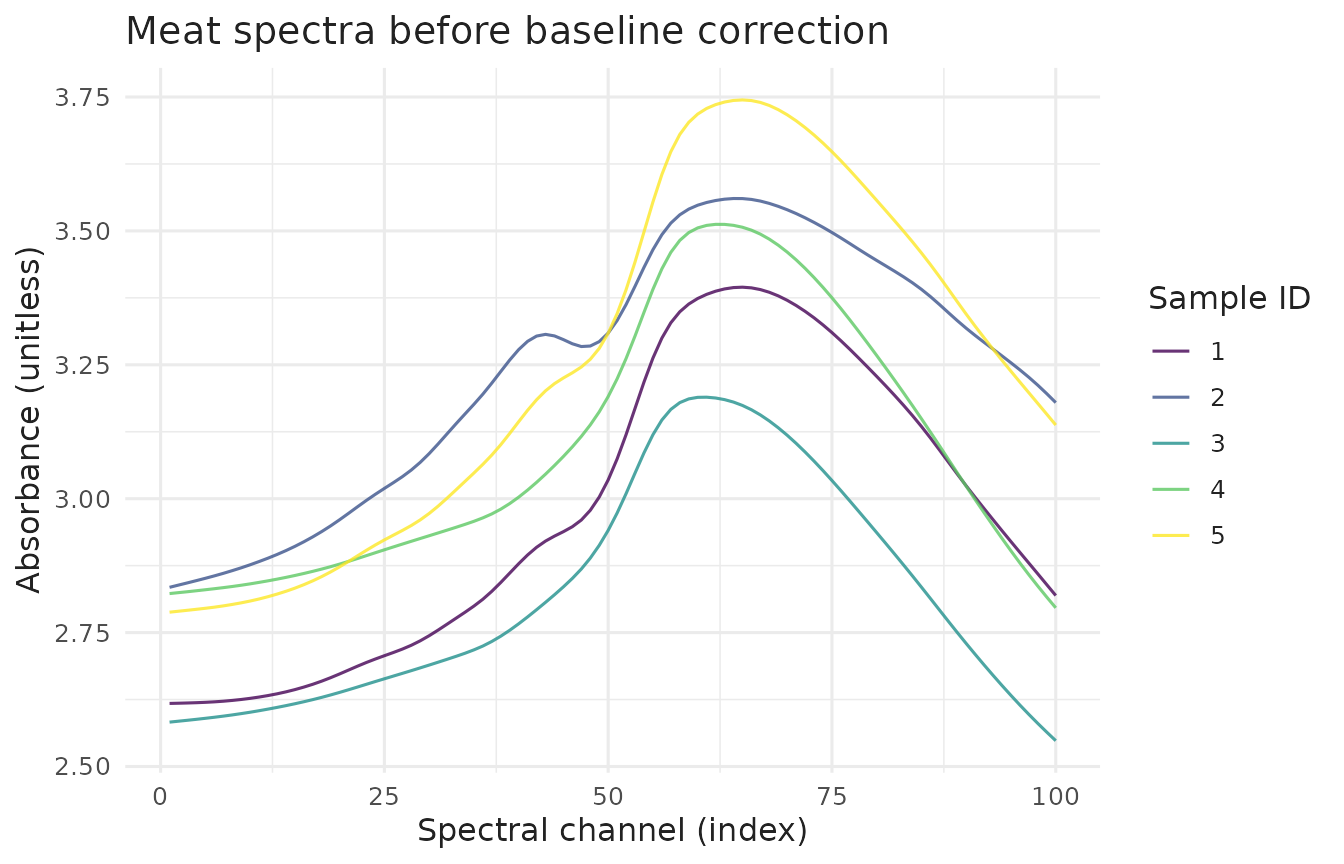 Meat spectra before baseline correction
Absorbance (unitless)
3.75
3.50
3.25
3.00
2.75
2.50
0 25 50 75 100
Spectral channel (index)
Sample ID
1
2
3
4
5